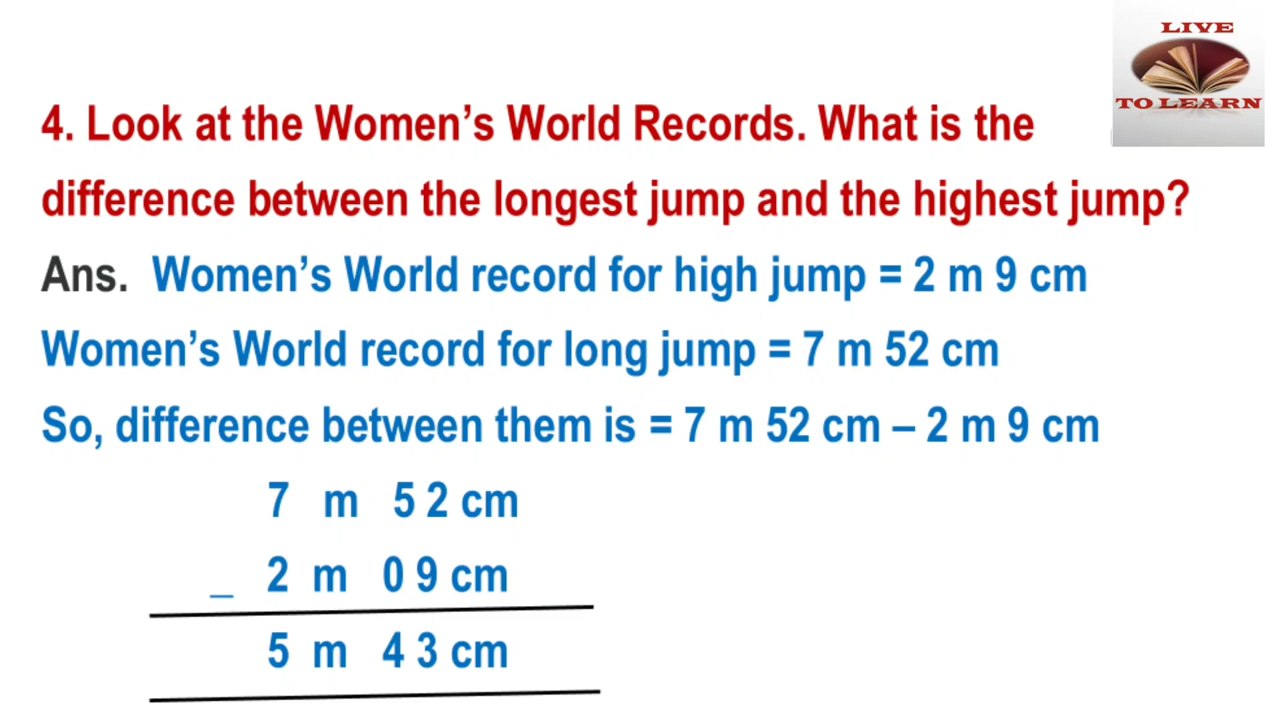 LIVE
TO LEARN
4. Look at the Women’s World Records. What is the
difference between the longest jump and the highest jump?
Ans. Women’s World record for high jump = 2 m 9 cm
Women’s World record for long jump = 7 m 52 cm
So, difference between them is = 7 m 52 cm – 2 m 9 cm
7 m 5 2 cm
_ 2 m 0 9 cm
5 m 4 3 cm